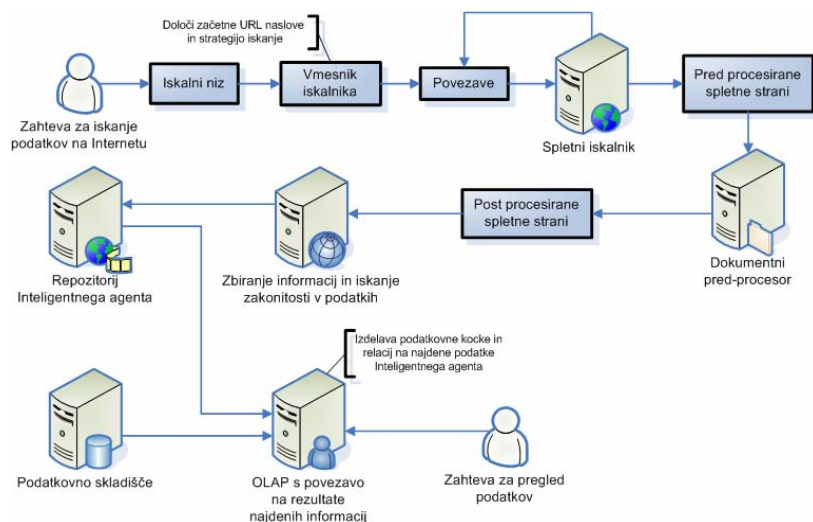 Določi začetne URL naslove
in strategijo iskanje
Iskalni niz
Vmesnik
iskalnika
Povezave
Pred procesirane
spletne strani
Zahteva za iskanje
podatkov na Internetu
Spletni iskalnik
Post procesirane
spletne strani
Repozitorij
Inteligentnega agenta
Zbiranje informacij in iskanje
zakonitosti v podatkih
Dokumentni
pred-procesor
Izdelava podatkovne kocke in
relacij na najdene podatke
Inteligentnega agenta
Podatkovno skladišče
OLAP s povezavo
na rezultate
najdenih informacij
Zahteva za pregled
podatkov